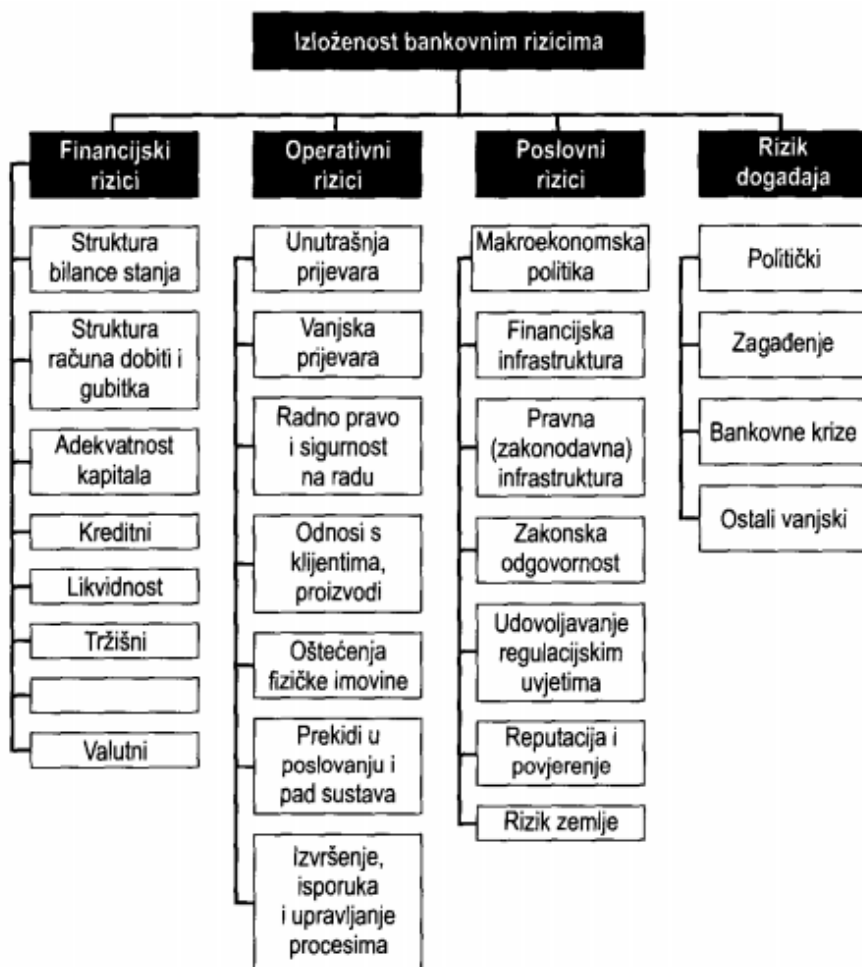 Izloženost bankovnim rizicima
Financijski
rizici
Struktura
bilance stanja
Struktura
računa dobiti i
gubitka
Adekvatnost
kapitala
Kreditni
Likvidnost
Tržišni
Valutni
Operativni
rizici
Unutrašnja
prijevara
Vanjska
prijevara
Radno pravo
i sigurnost
na radu
Odnosi s
klijentima,
proizvodi
Oštećenja
fizičke imovine
Prekidi u
poslovanju i
pad sustava
Izvršenje,
isporuka
i upravljanje
procesima
Poslovni
rizici
Makroekonomska
politika
Financijska
infrastruktura
Pravna
(zakonodavna)
infrastruktura
Zakonska
odgovornost
Udovoljavanje
regulacijskim
uvjetima
Reputacija i
povjerenje
Rizik zemlje
Rizik
dogadaja
Politički
Zagađenje
Bankovne krize
Ostali vanjski